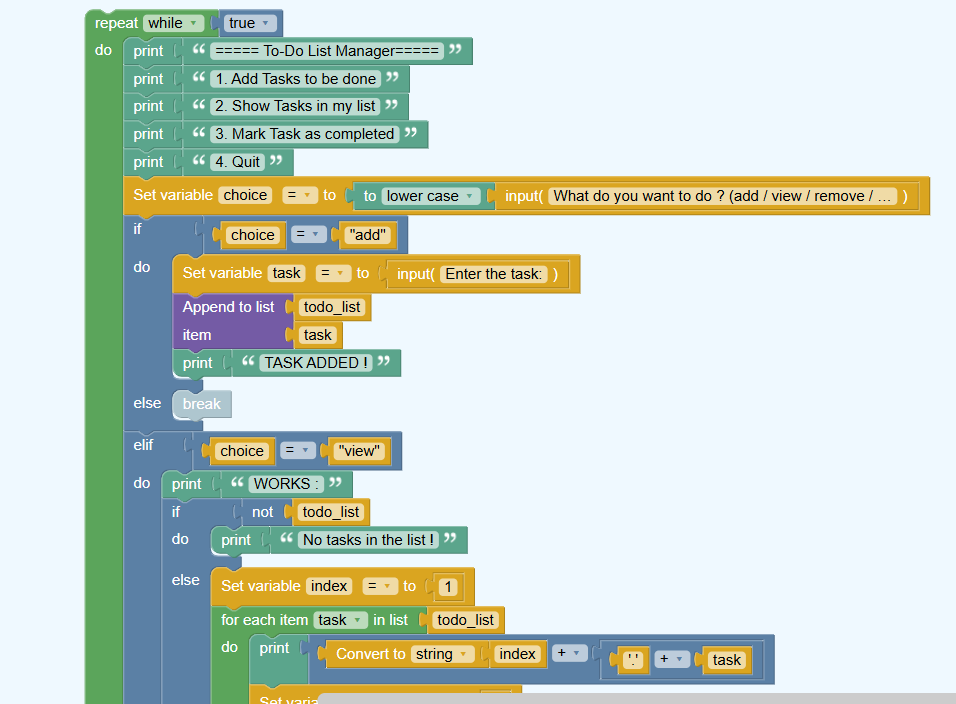 repeat while true
do print “ ===== To-Do List Manager===== ”
print “ 1. Add Tasks to be done ”
print “ 2. Show Tasks in my list ”
print “ 3. Mark Task as completed ”
print “ 4. Quit ”
Set variable choice = to to lower case input( What do you want to do ? (add / view / remove / ... )
if choice = "add"
do Set variable task = to input( Enter the task: )
Append to list todo_list
item task
print “ TASK ADDED ! ”
else break
elif choice = "view"
do print “ WORKS : ”
if not todo_list
do print “ No tasks in the list ! ”
else Set variable index = to 1
for each item task in list todo_list
do print Convert to string index + '.' + task
Set varia